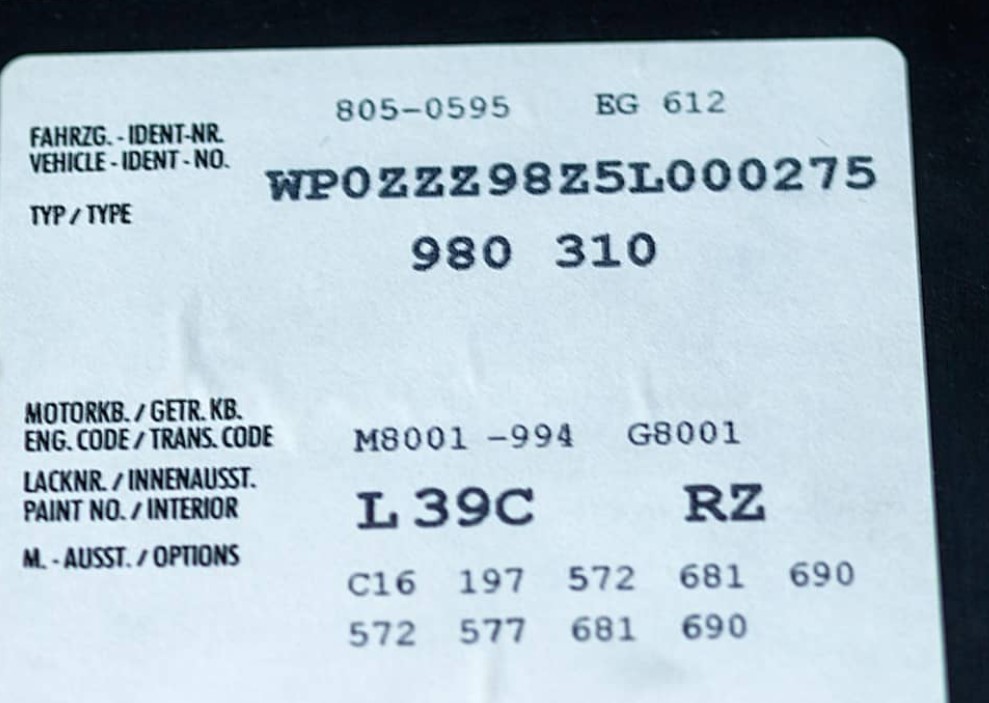 805-0595 EG 612
FAHRZG. - IDENT-NR.
VEHICLE - IDENT - NO.
WP0ZZZ98Z5L000275
TYP / TYPE
980 310
MOTORKB. / GETR. KB.
ENG. CODE / TRANS. CODE
M8001 -994 G8001
LACKNR. / INNENAUSST.
PAINT NO. / INTERIOR
L 39C RZ
M. - AUSST. / OPTIONS
C16 197 572 681 690
572 577 681 690